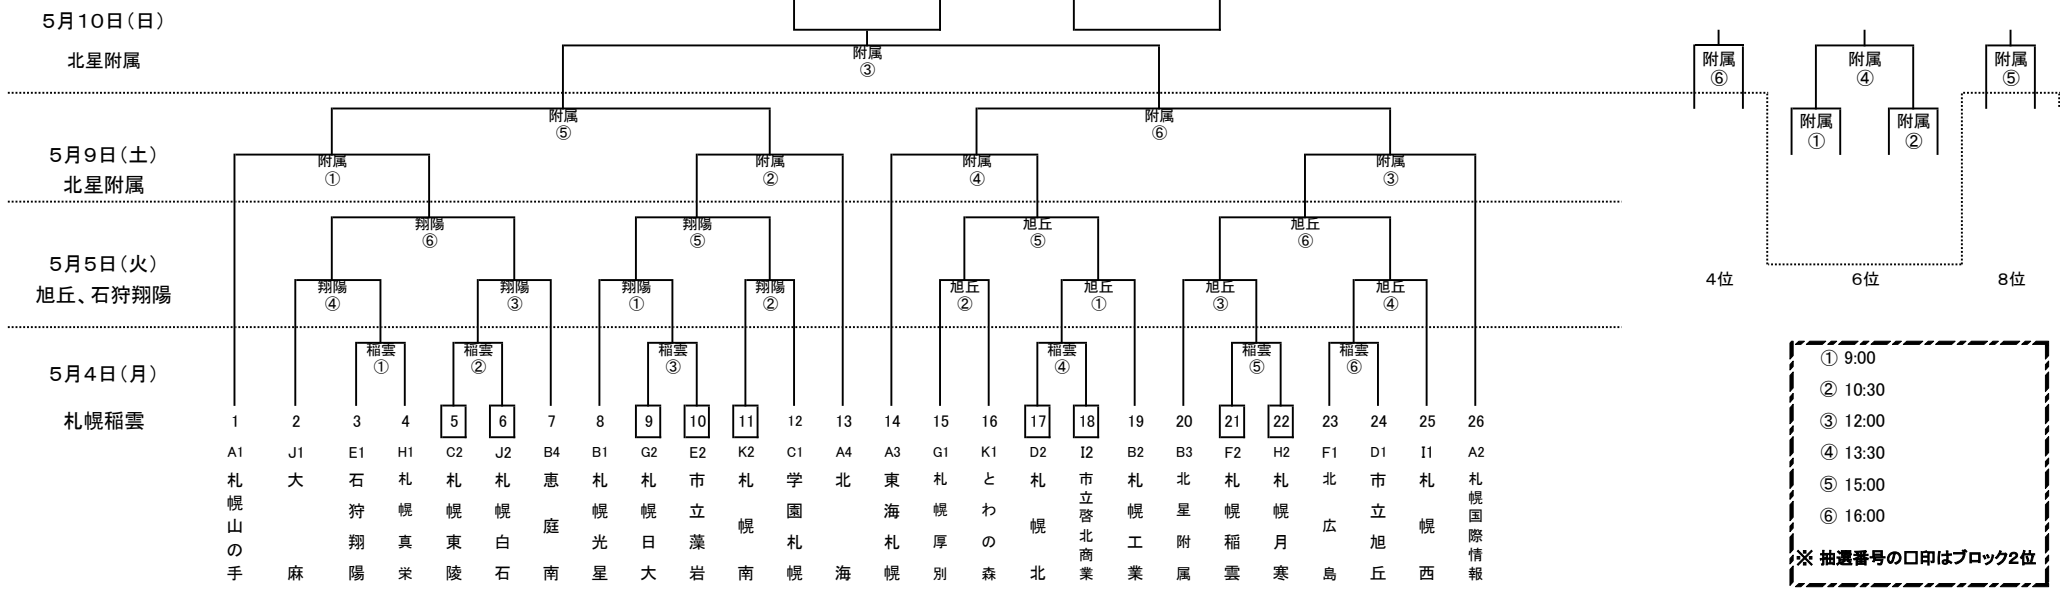 5月10日(日)
北星附属
附属
③
附属
⑥
附属
④
附属
⑤
附属
⑤
附属
⑥
附属
①
附属
②
5月9日(土)
北星附属
附属
①
附属
②
附属
④
附属
③
翔陽
⑥
翔陽
⑤
旭丘
⑤
旭丘
⑥
5月5日(火)
旭丘、石狩翔陽
翔陽
④
翔陽
③
翔陽
①
翔陽
②
旭丘
②
旭丘
①
旭丘
③
旭丘
④
4位 6位 8位
5月4日(月)
札幌稲雲
稲雲
①
稲雲
②
稲雲
③
稲雲
④
稲雲
⑤
稲雲
⑥
1 2 3 4 5 6 7 8 9 10 11 12 13 14 15 16 17 18 19 20 21 22 23 24 25 26
A1 J1 E1 H1 C2 J2 B4 B1 G2 E2 K2 C1 A4 A3 G1 K1 D2 I2 B2 B3 F2 H2 F1 D1 I1 A2
札幌山の手
大麻
石狩翔陽
札幌真栄
札幌東陵
札幌白石
恵庭南
札幌光星
札幌日大
市立藻岩
札幌南
学園札幌
北海
東海札幌
札幌厚別
とわの森
札幌北
市立啓北商業
札幌工業
北星附属
札幌稲雲
札幌月寒
北広島
市立旭丘
札幌西
札幌国際情報
① 9:00
② 10:30
③ 12:00
④ 13:30
⑤ 15:00
⑥ 16:00
※ 抽選番号の口印はブロック2位